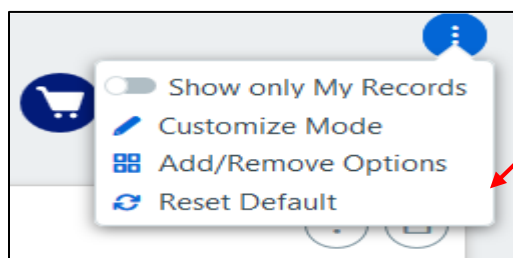 Show only My Records
Customize Mode
Add/Remove Options
Reset Default